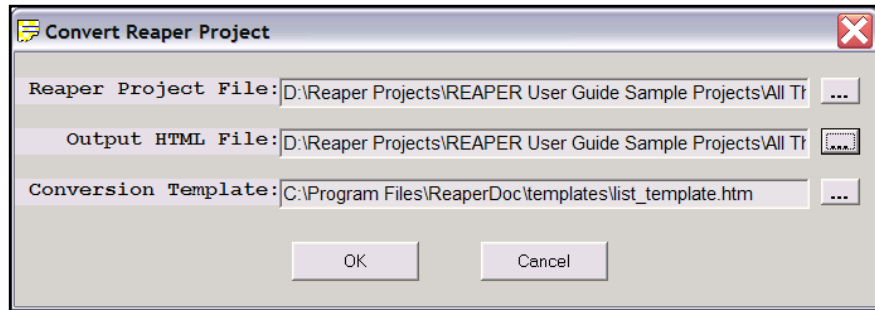 Convert Reaper Project
Reaper Project File: D:\Reaper Projects\REAPER User Guide Sample Projects\All Th ...
Output HTML File: D:\Reaper Projects\REAPER User Guide Sample Projects\All Th ...
Conversion Template: C:\Program Files\ReaperDoc\templates\list_template.htm ...
OK Cancel